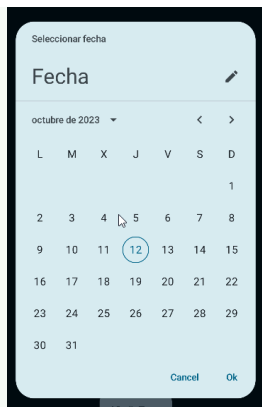 Seleccionar fecha
Fecha
octubre de 2023
L M X J V S D
1
2 3 4 5 6 7 8
9 10 11 12 13 14 15
16 17 18 19 20 21 22
23 24 25 26 27 28 29
30 31
Cancel Ok